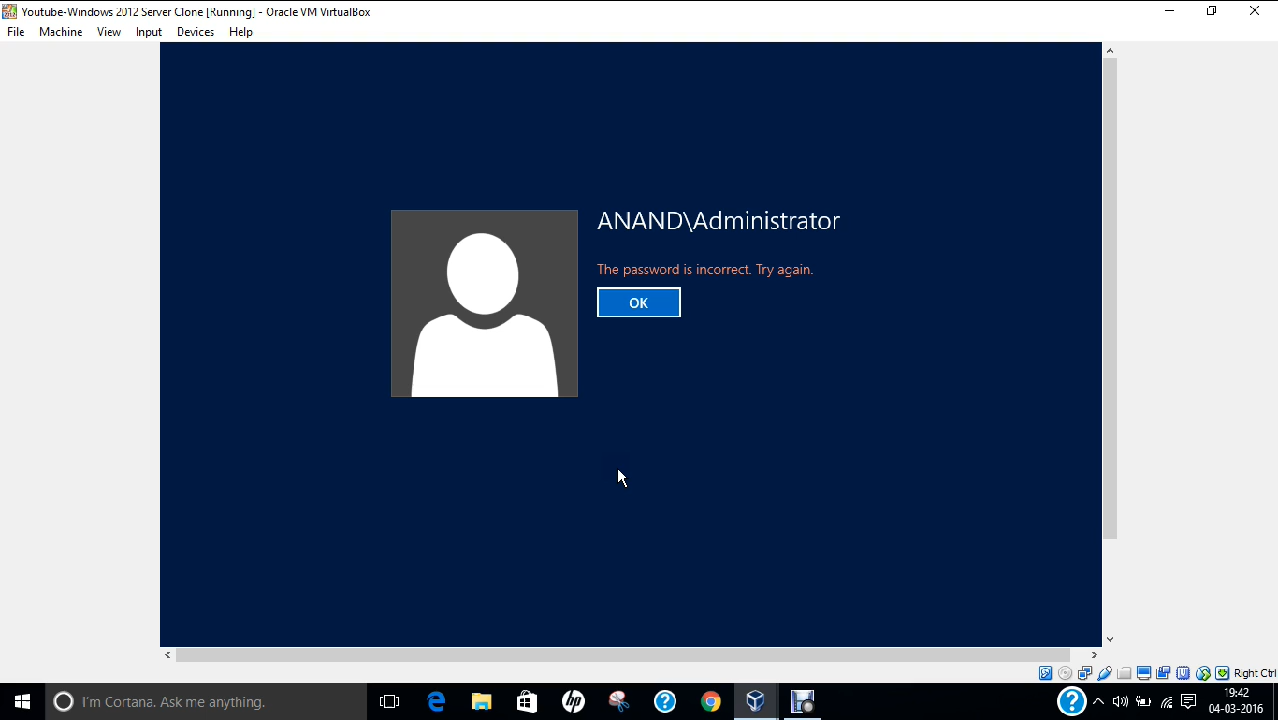 Youtube-Windows 2012 Server Clone [Running] - Oracle VM VirtualBox
File Machine View Input Devices Help
ANAND\Administrator
The password is incorrect. Try again.
OK
Right Ctrl
I'm Cortana. Ask me anything.
19:42
04-03-2016